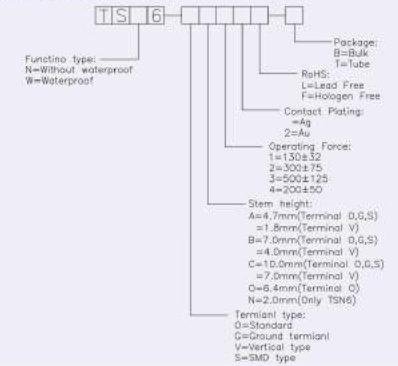 TS 6- -
Package:
B=Bulk
T=Tube
Functino type:
N=Without waterproof
W=Waterproof
RoHS:
L=Lead Free
F=Hologen Free
Contact Plating:
=Ag
2=Au
Operating Force:
1=130±32
2=300±75
3=500±125
4=200±50
Stem height:
A=4.7mm(Terminal O,G,S)
=1.8mm(Terminal V)
B=7.0mm(Terminal O,G,S)
=4.0mm(Terminal V)
C=10.0mm(Terminal O,G,S)
=7.0mm(Terminal V)
O=6.4mm(Terminal O)
N=2.0mm(Only TSN6)
Termianl type:
O=Standard
G=Ground termianl
V=Vertical type
S=SMD type